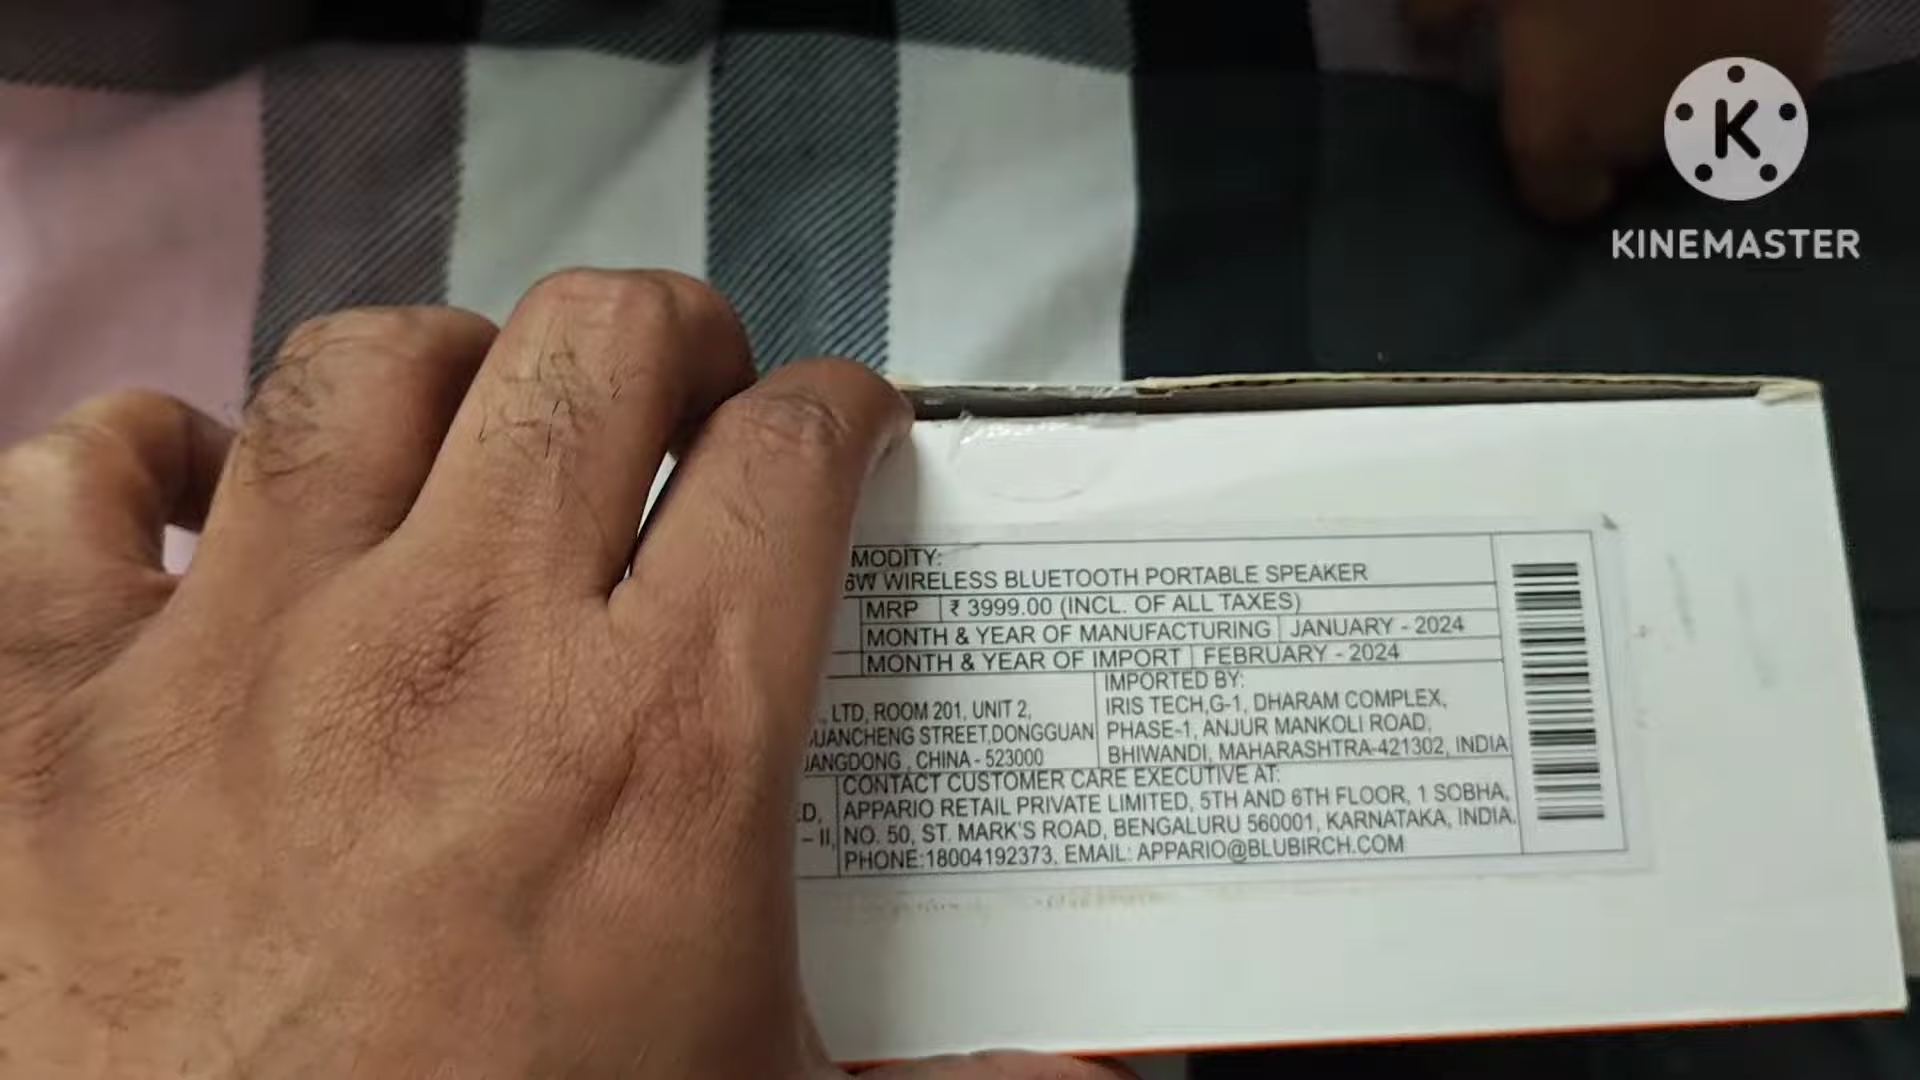 K
KINEMASTER
MODITY:
6W WIRELESS BLUETOOTH PORTABLE SPEAKER
MRP ₹ 3999.00 (INCL. OF ALL TAXES)
MONTH & YEAR OF MANUFACTURING JANUARY - 2024
MONTH & YEAR OF IMPORT FEBRUARY - 2024
., LTD, ROOM 201, UNIT 2,
UANCHENG STREET,DONGGUAN
ANGDONG , CHINA - 523000
IMPORTED BY:
IRIS TECH,G-1, DHARAM COMPLEX,
PHASE-1, ANJUR MANKOLI ROAD,
BHIWANDI, MAHARASHTRA-421302, INDIA
D,
– II,
CONTACT CUSTOMER CARE EXECUTIVE AT:
APPARIO RETAIL PRIVATE LIMITED, 5TH AND 6TH FLOOR, 1 SOBHA,
NO. 50, ST. MARK'S ROAD, BENGALURU 560001, KARNATAKA, INDIA.
PHONE:18004192373, EMAIL: APPARIO@BLUBIRCH.COM